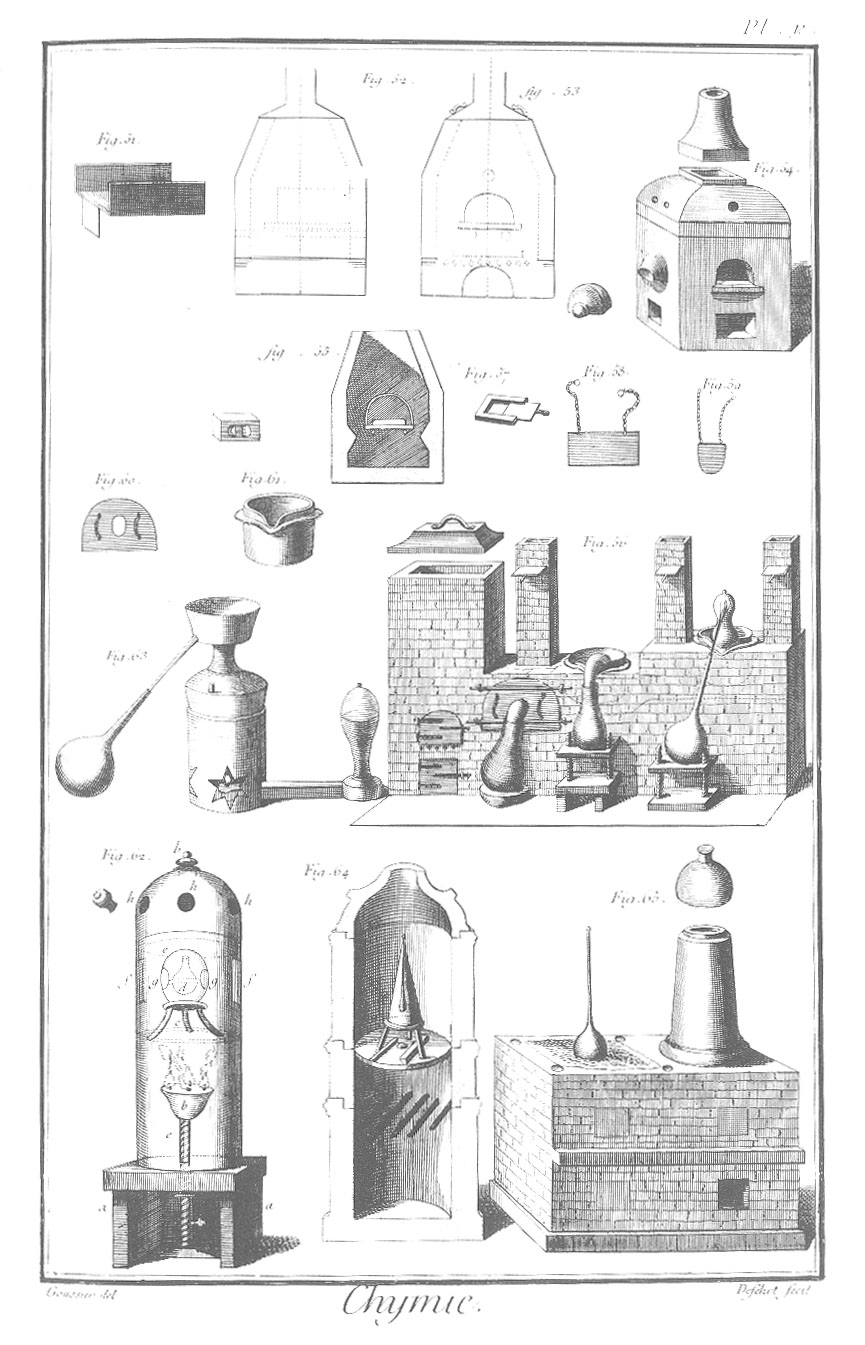 Pl.
Fig. 52.
fig. 53
Fig. 51.
Fig. 54.
fig. 55.
Fig. 57
Fig. 58.
Fig. 59
Fig. 60.
Fig. 61.
Fig. 56
Fig. 63
Fig. 62.
h
Fig. 64
Fig. 65.
h
h
h
e
f
g
d
g
f
b
c
a
a
Goussier del
Defehrt fecit
Chymie.